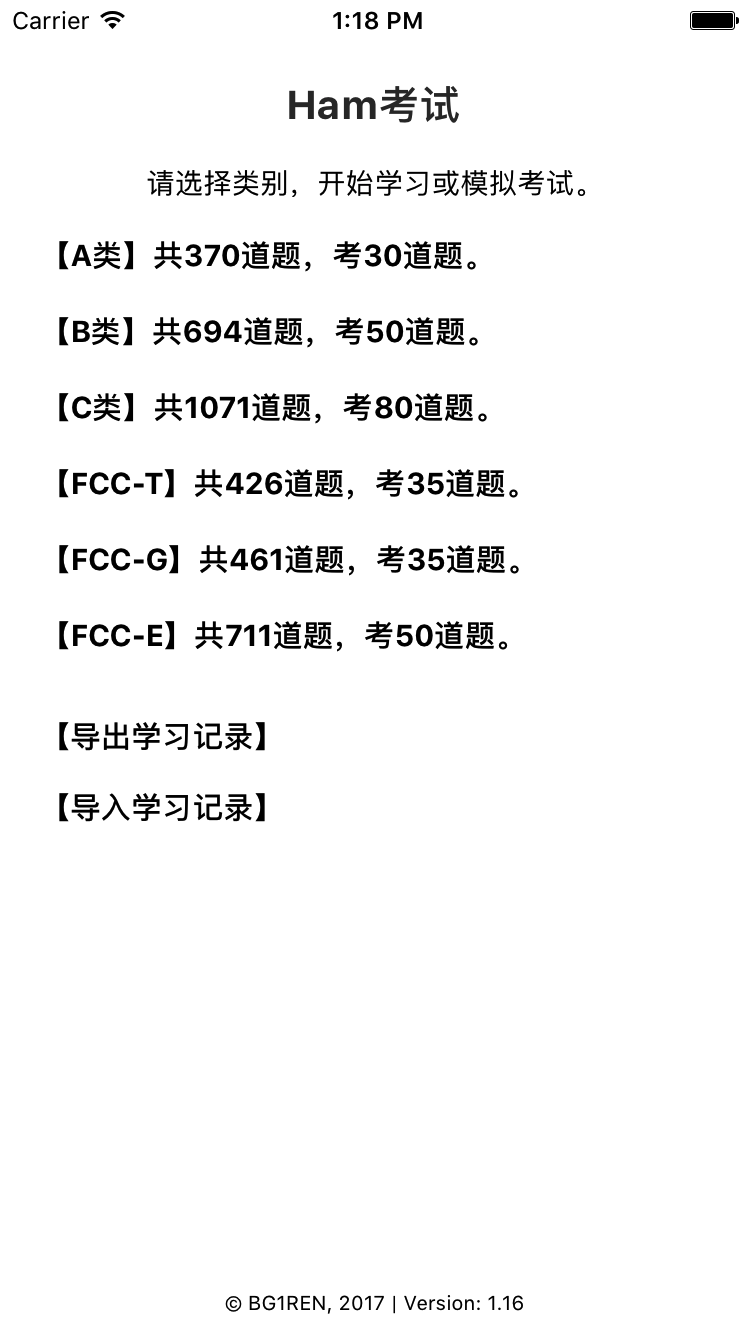 Carrier 1:18 PM
Ham考试
请选择类别，开始学习或模拟考试。
【A类】共370道题，考30道题。
【B类】共694道题，考50道题。
【C类】共1071道题，考80道题。
【FCC-T】共426道题，考35道题。
【FCC-G】共461道题，考35道题。
【FCC-E】共711道题，考50道题。
【导出学习记录】
【导入学习记录】
© BG1REN, 2017 | Version: 1.16